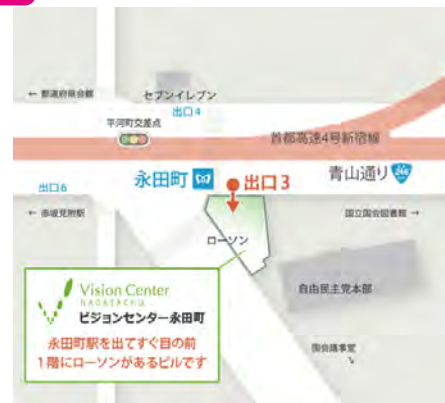 ← 都道府県会館
セブンイレブン
出口4
平河町交差点
首都高速4号新宿線
永田町
出口3
青山通り
246
出口6
← 赤坂見附駅
国立国会図書館 →
ローソン
自由民主党本部
国会議事堂
Vision Center
NAGATACHO
ビジョンセンター永田町
永田町駅を出てすぐ目の前
1階にローソンがあるビルです